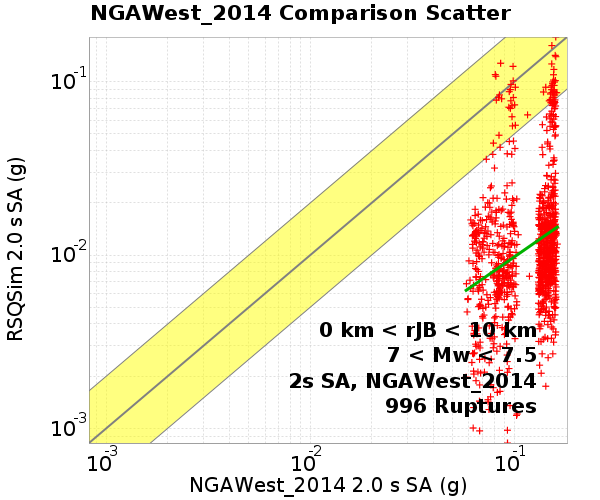 NGAWest_2014 Comparison Scatter
RSQSim 2.0 s SA (g)
10-1
10-2
10-3
0 km < rJB < 10 km
7 < Mw < 7.5
2s SA, NGAWest_2014
996 Ruptures
10-3 10-2 10-1
NGAWest_2014 2.0 s SA (g)